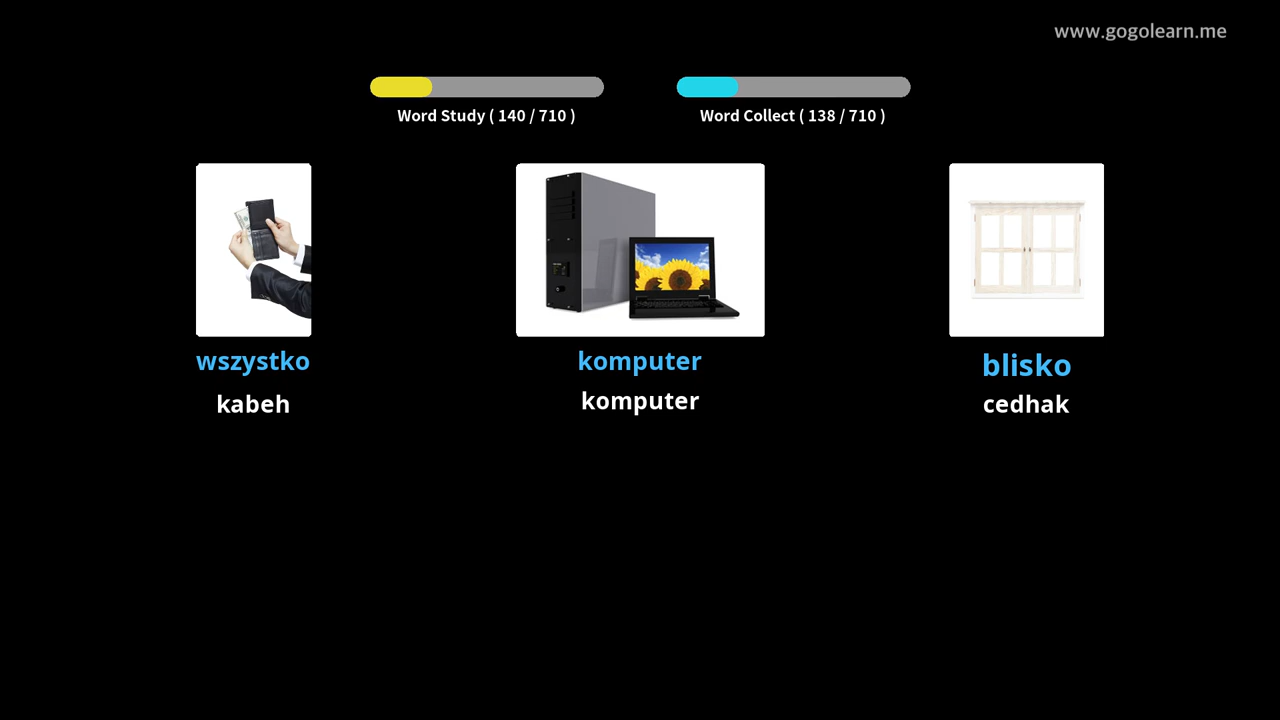 www.gogolearn.me
Word Study ( 140 / 710 )
Word Collect ( 138 / 710 )
wszystko
kabeh
komputer
komputer
blisko
cedhak